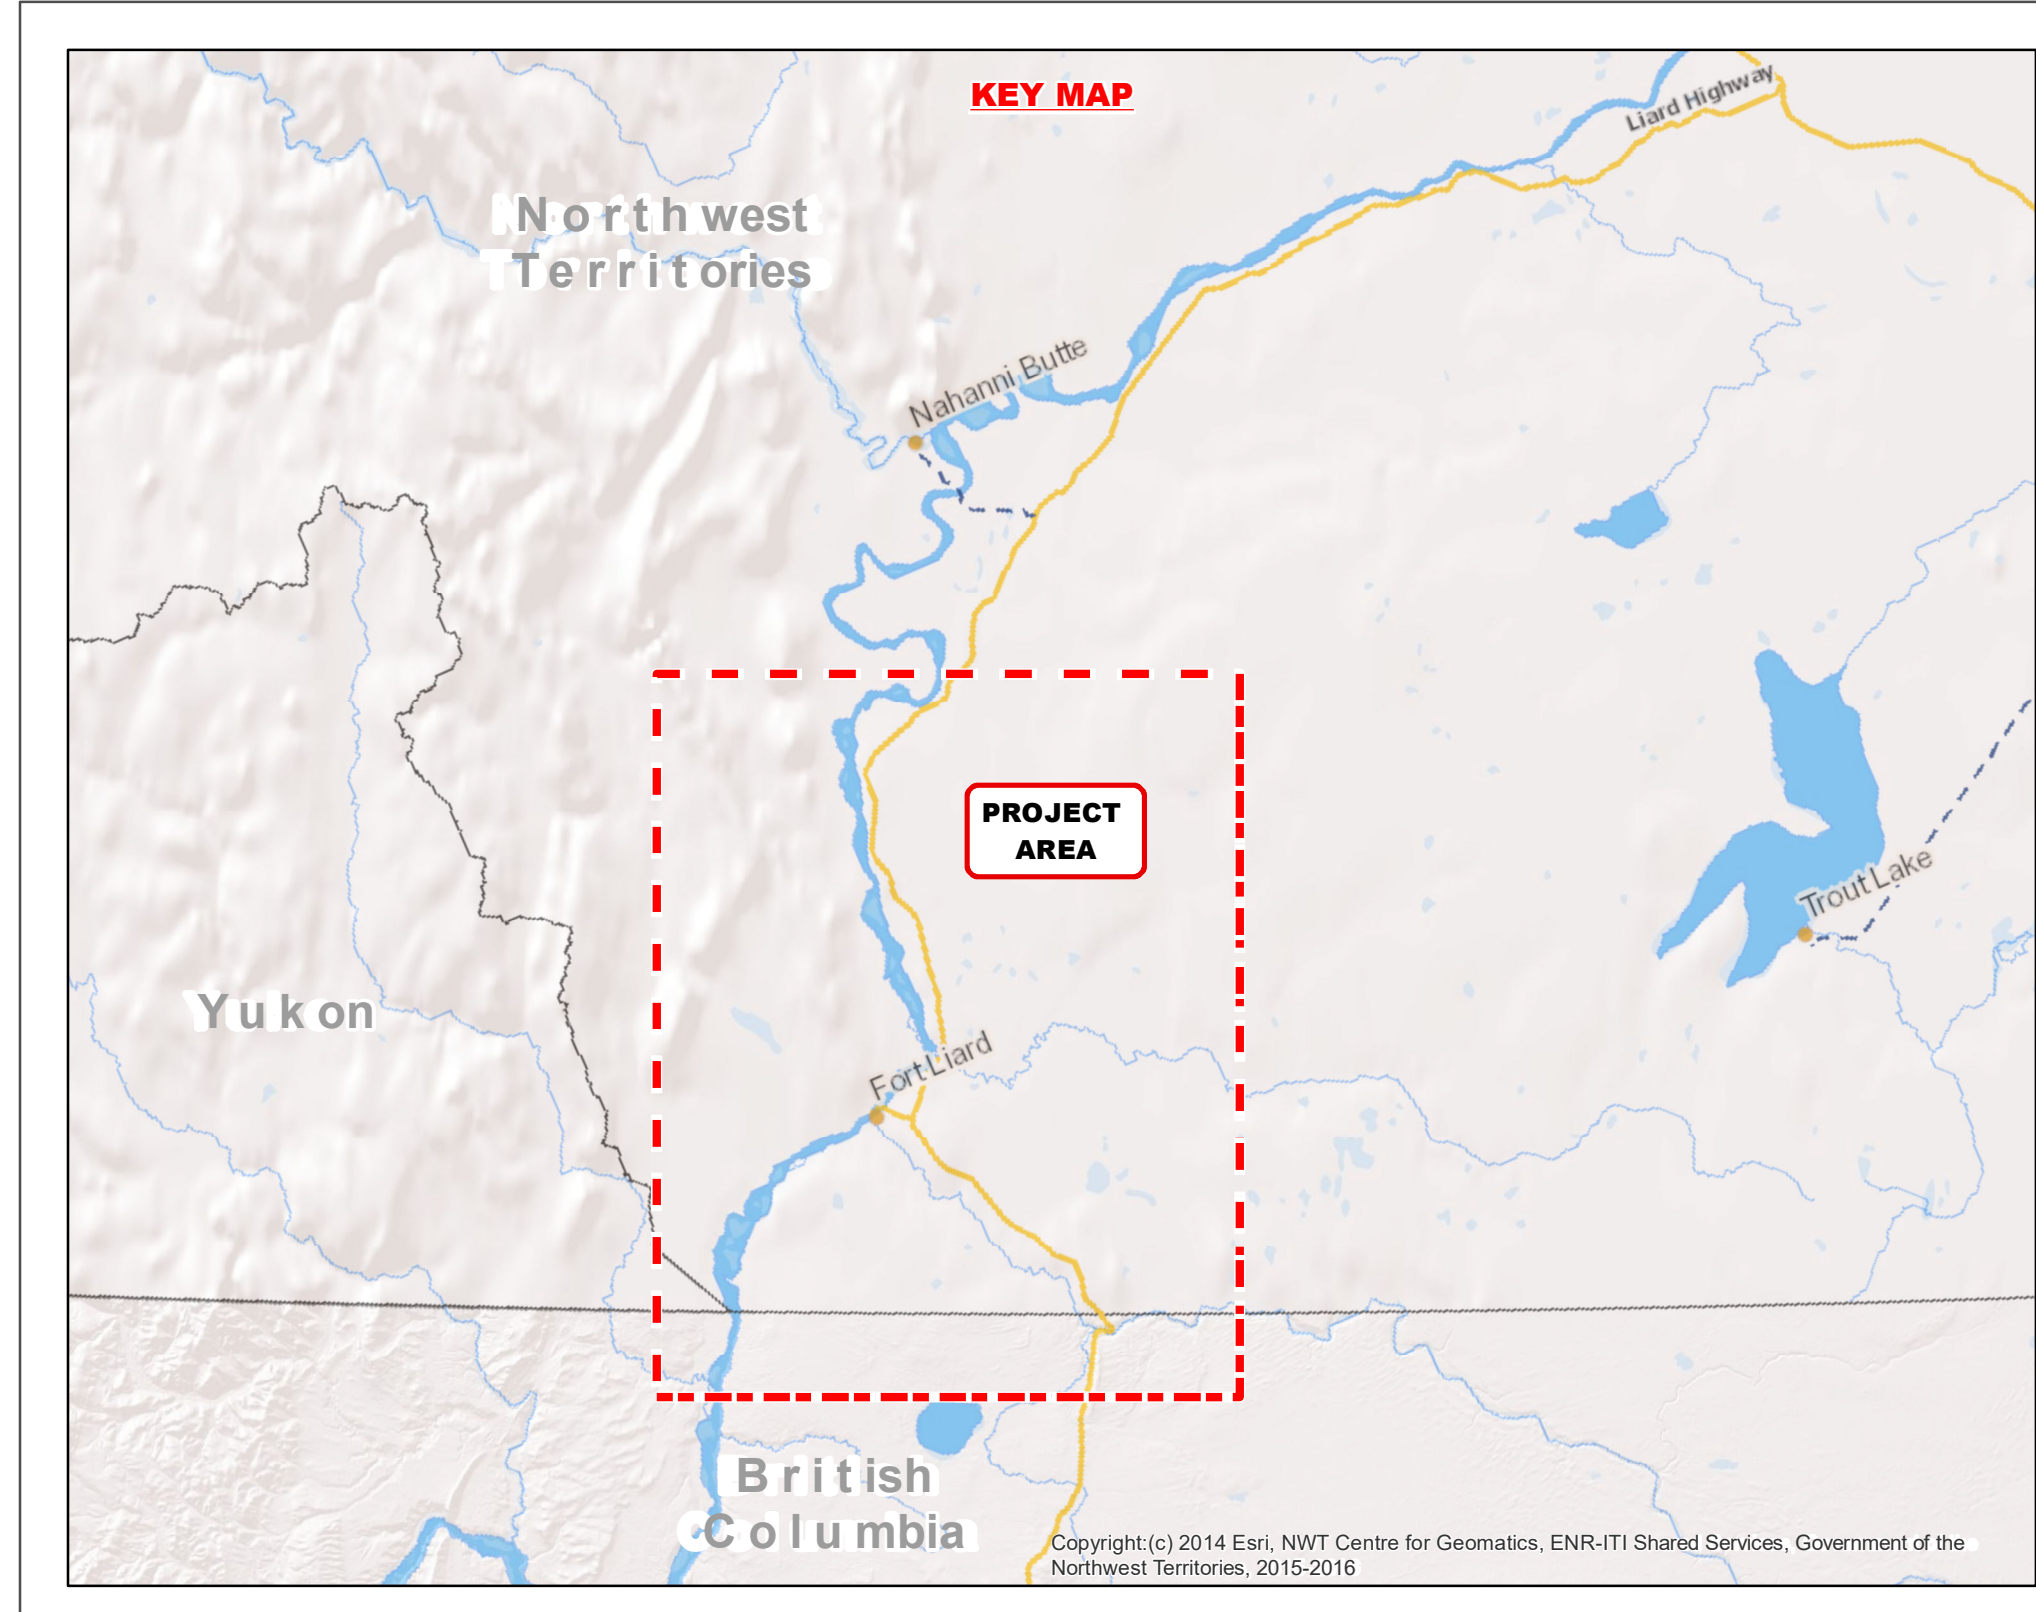 KEY MAP
Liard Highway
Northwest
Territories
Nahanni Butte
PROJECT
AREA
Trout Lake
Yukon
Fort Liard
British
Columbia
Copyright:(c) 2014 Esri, NWT Centre for Geomatics, ENR-ITI Shared Services, Government of the
Northwest Territories, 2015-2016